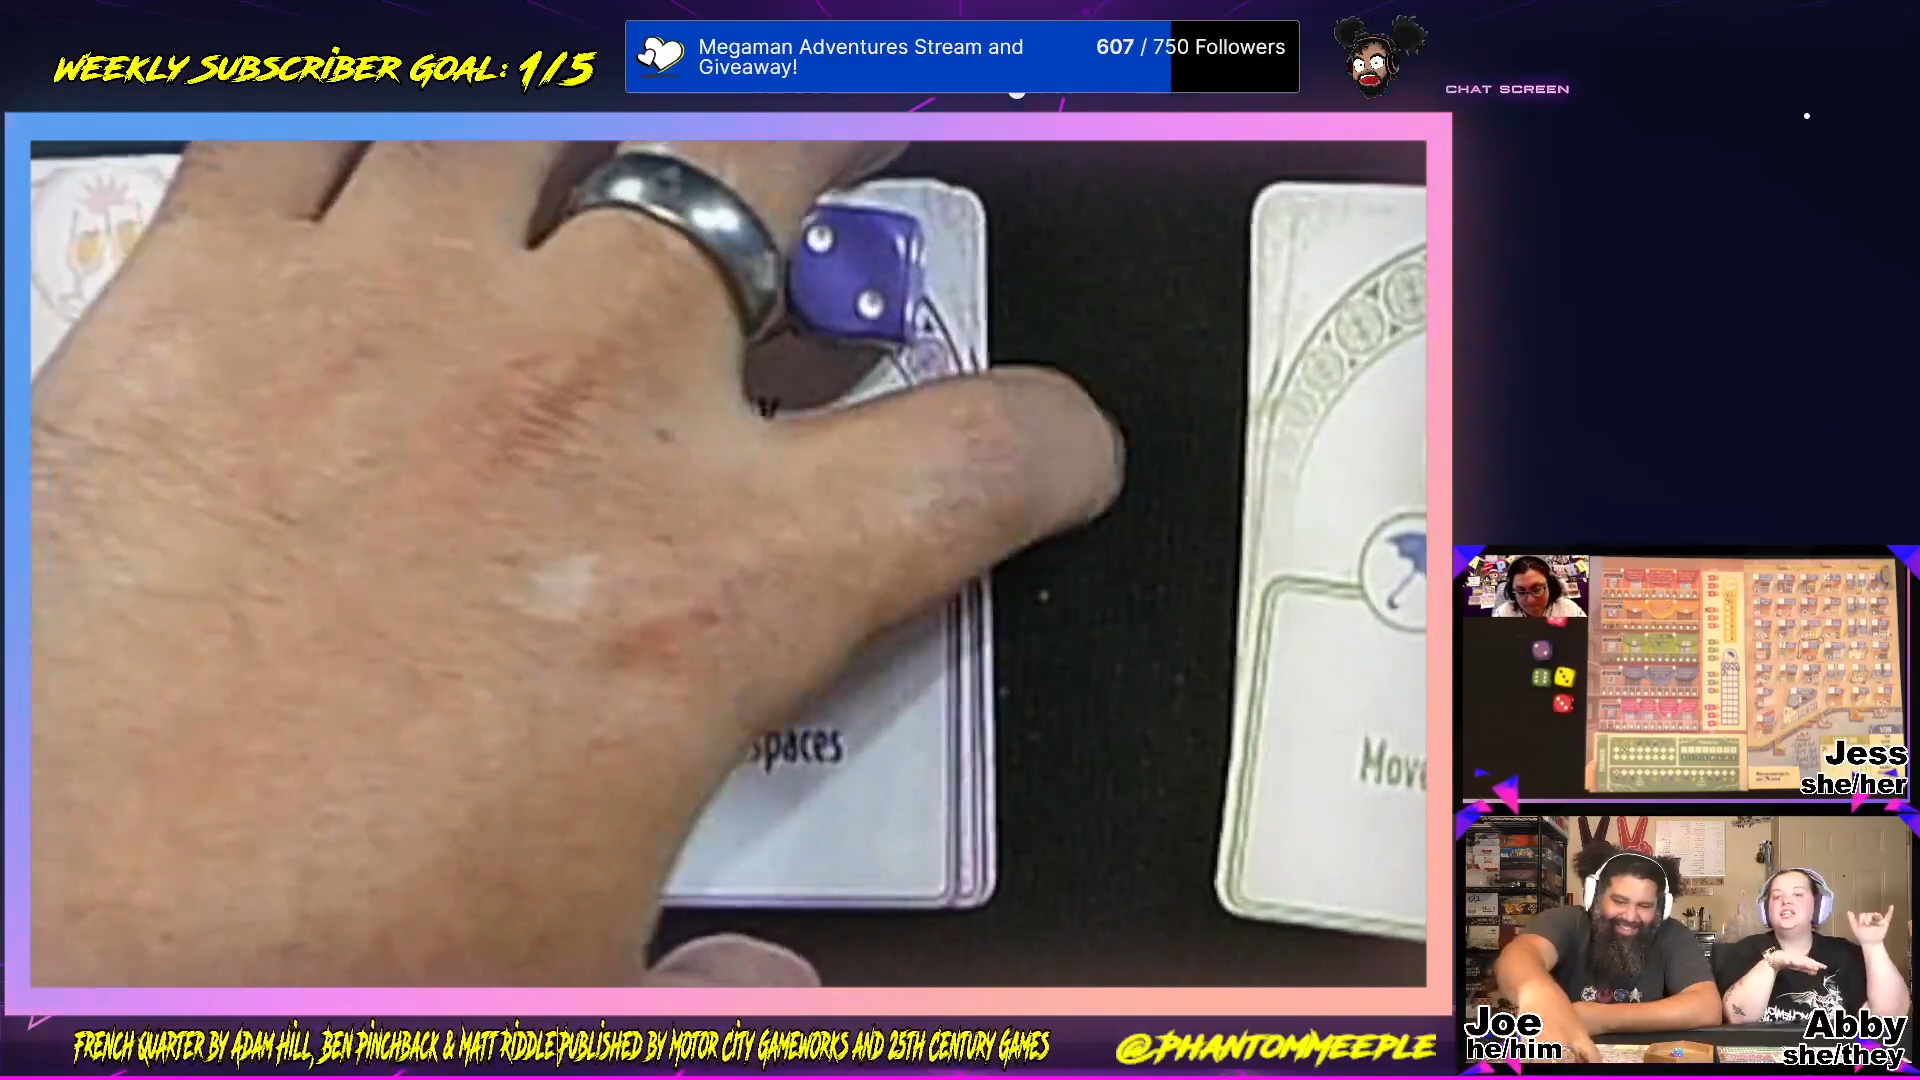 WEEKLY SUBSCRIBER GOAL: 1/5
Megaman Adventures Stream and
Giveaway!
607 / 750 Followers
CHAT SCREEN
spaces
Move
Jess
she/her
Joe
he/him
Abby
she/they
FRENCH QUARTER BY ADAM HILL, BEN PINCHBACK & MATT RIDDLE|PUBLISHED BY MOTOR CITY GAMEWORKS AND 25TH CENTURY GAMES
@PHANTOMMEEPLE